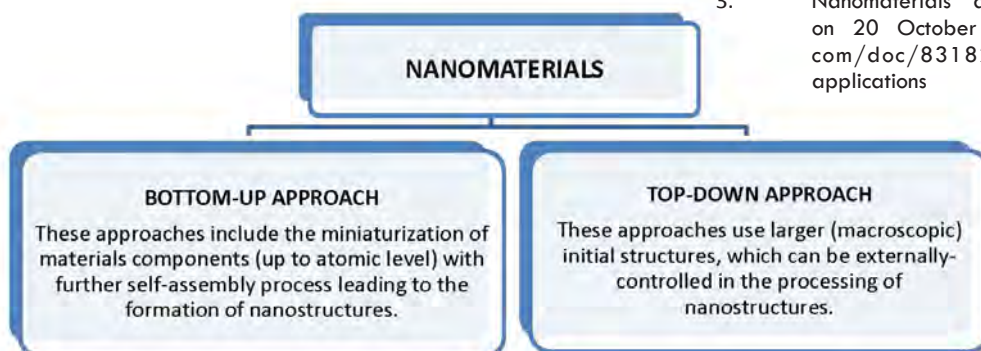 3. Nanomaterials
on 20 October
com/doc/8318
applications
NANOMATERIALS
BOTTOM-UP APPROACH
These approaches include the miniaturization of
materials components (up to atomic level) with
further self-assembly process leading to the
formation of nanostructures.
TOP-DOWN APPROACH
These approaches use larger (macroscopic)
initial structures, which can be externally-
controlled in the processing of
nanostructures.